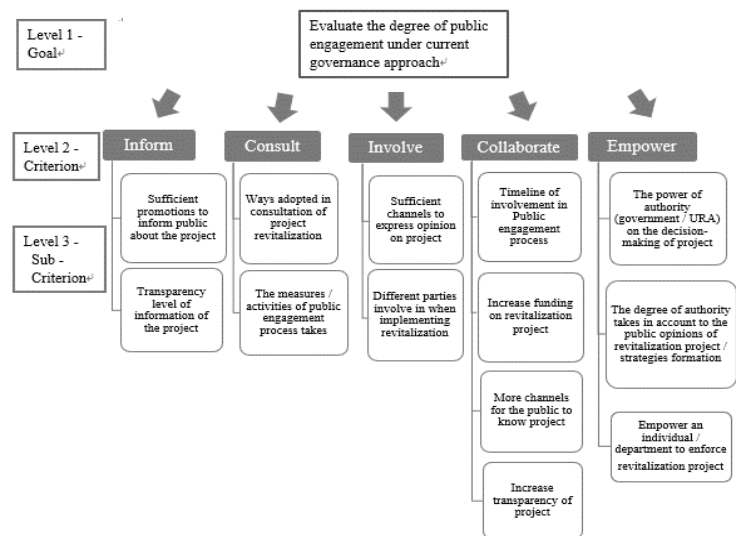 Level 1 -
Goal↵
Evaluate the degree of public
engagement under current
governance approach↵
Level 2 -
Criterion↵
Inform
Consult
Involve
Collaborate
Empower
Level 3 -
Sub -
Criterion↵
Sufficient
promotions to
inform public
about the project
Transparency
level of
information of
the project
Ways adopted in
consultation of
project
revitalization
The measures /
activities of public
engagement
process takes
Sufficient
channels to
express opinion
on project
Different parties
involve in when
implementing
revitalization
Timeline of
involvement in
Public
engagement
process
Increase funding
on revitalization
project
More channels
for the public to
know project
Increase
transparency of
project
The power of
authority
(government / URA)
on the decision-
making of project
The degree of authority
takes in account to the
public opinions of
revitalization project /
strategies formation
Empower an
individual /
department to enforce
revitalization project